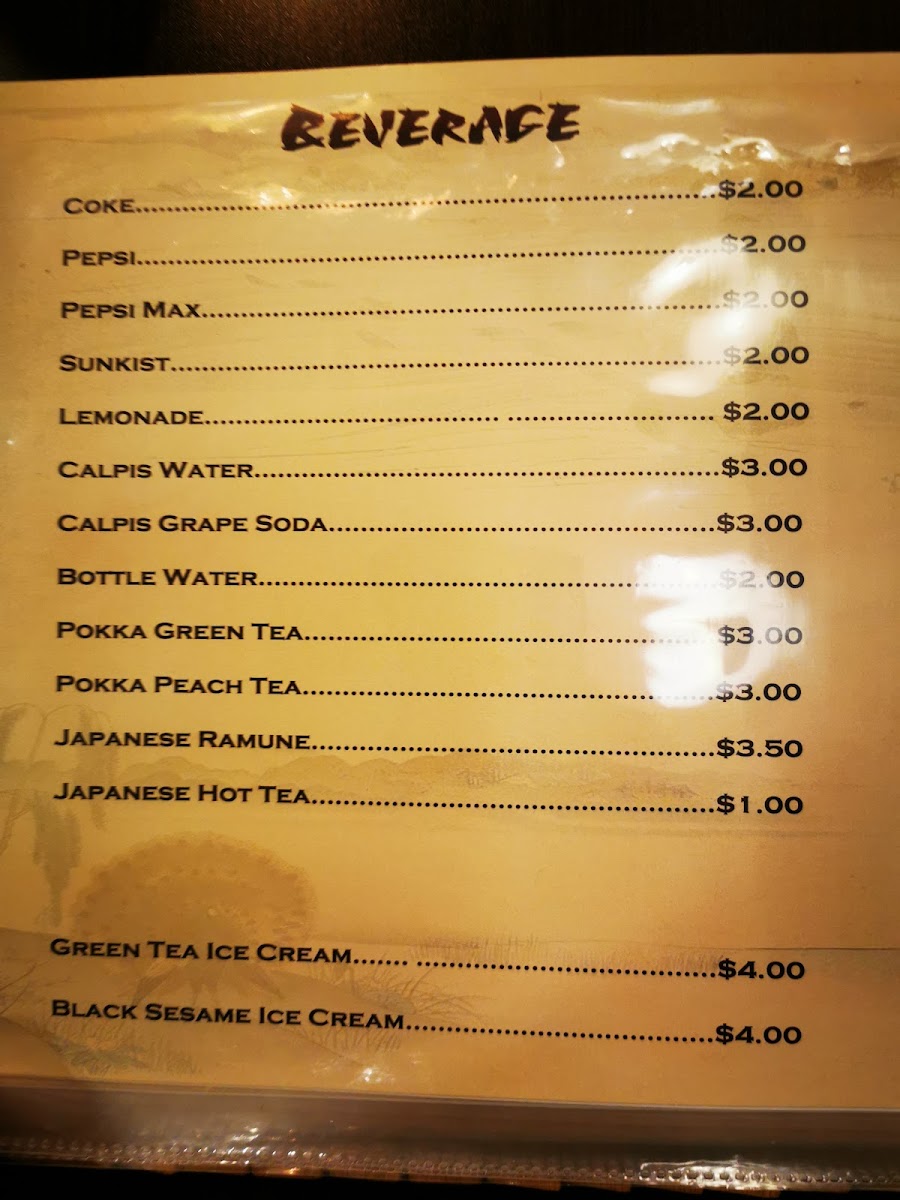 BEVERAGE
COKE..........$2.00
PEPSI..........$2.00
PEPSI MAX..........$2.00
SUNKIST..........$2.00
LEMONADE.......... .......... $2.00
CALPIS WATER..........$3.00
CALPIS GRAPE SODA..........$3.00
BOTTLE WATER..........$2.00
POKKA GREEN TEA..........$3.00
POKKA PEACH TEA..........$3.00
JAPANESE RAMUNE..........$3.50
JAPANESE HOT TEA..........$1.00
GREEN TEA ICE CREAM....... ..........$4.00
BLACK SESAME ICE CREAM..........$4.00